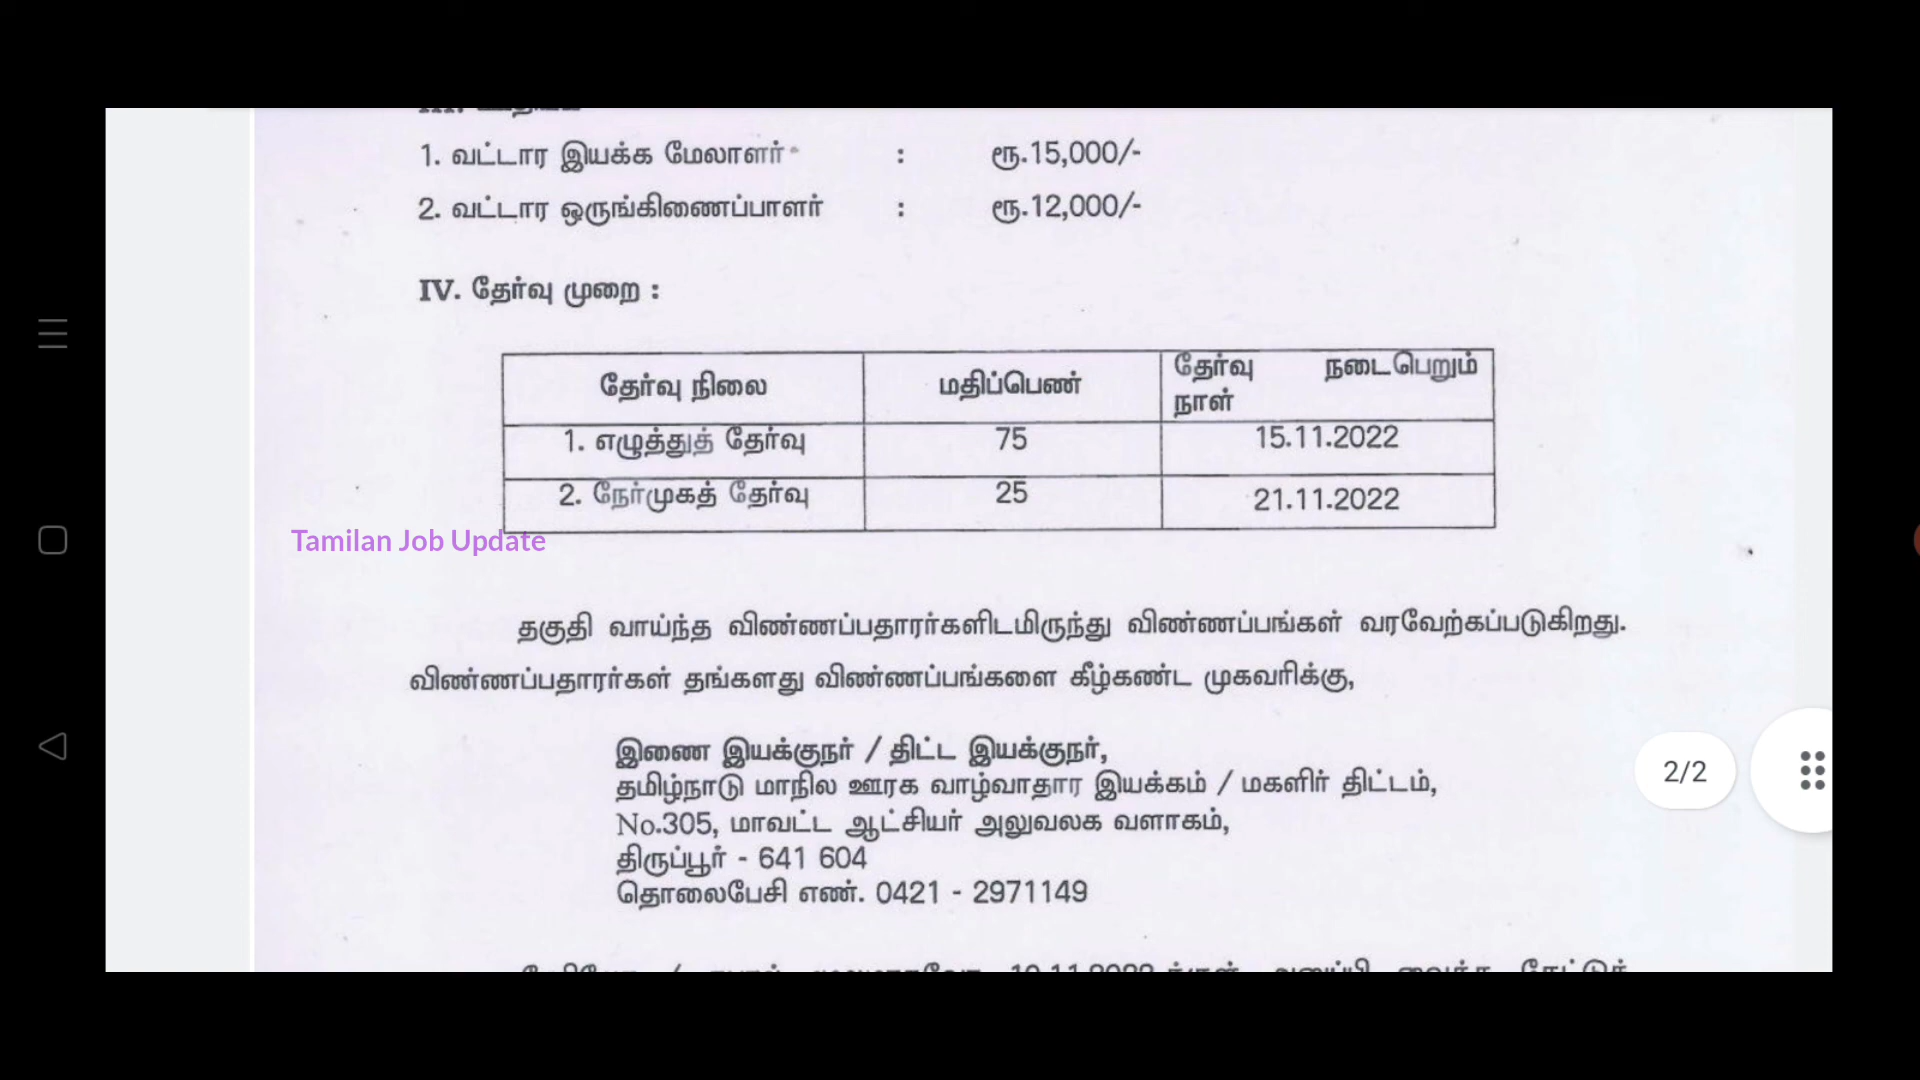 1. வட்டார இயக்க மேலாளர் : ரூ.15,000/-
2. வட்டார ஒருங்கிணைப்பாளர் : ரூ.12,000/-
IV. தேர்வு முறை :
தேர்வு நிலை மதிப்பெண் தேர்வு நடைபெறும் நாள்
1. எழுத்துத் தேர்வு 75 15.11.2022
2. நேர்முகத் தேர்வு 25 21.11.2022
Tamilan Job Update
தகுதி வாய்ந்த விண்ணப்பதாரர்களிடமிருந்து விண்ணப்பங்கள் வரவேற்கப்படுகிறது.
விண்ணப்பதாரர்கள் தங்களது விண்ணப்பங்களை கீழ்கண்ட முகவரிக்கு,
இணை இயக்குநர் / திட்ட இயக்குநர்,
தமிழ்நாடு மாநில ஊரக வாழ்வாதார இயக்கம் / மகளிர் திட்டம்,
2/2
No.305, மாவட்ட ஆட்சியர் அலுவலக வளாகம்,
திருப்பூர் - 641 604
தொலைபேசி எண். 0421 - 2971149